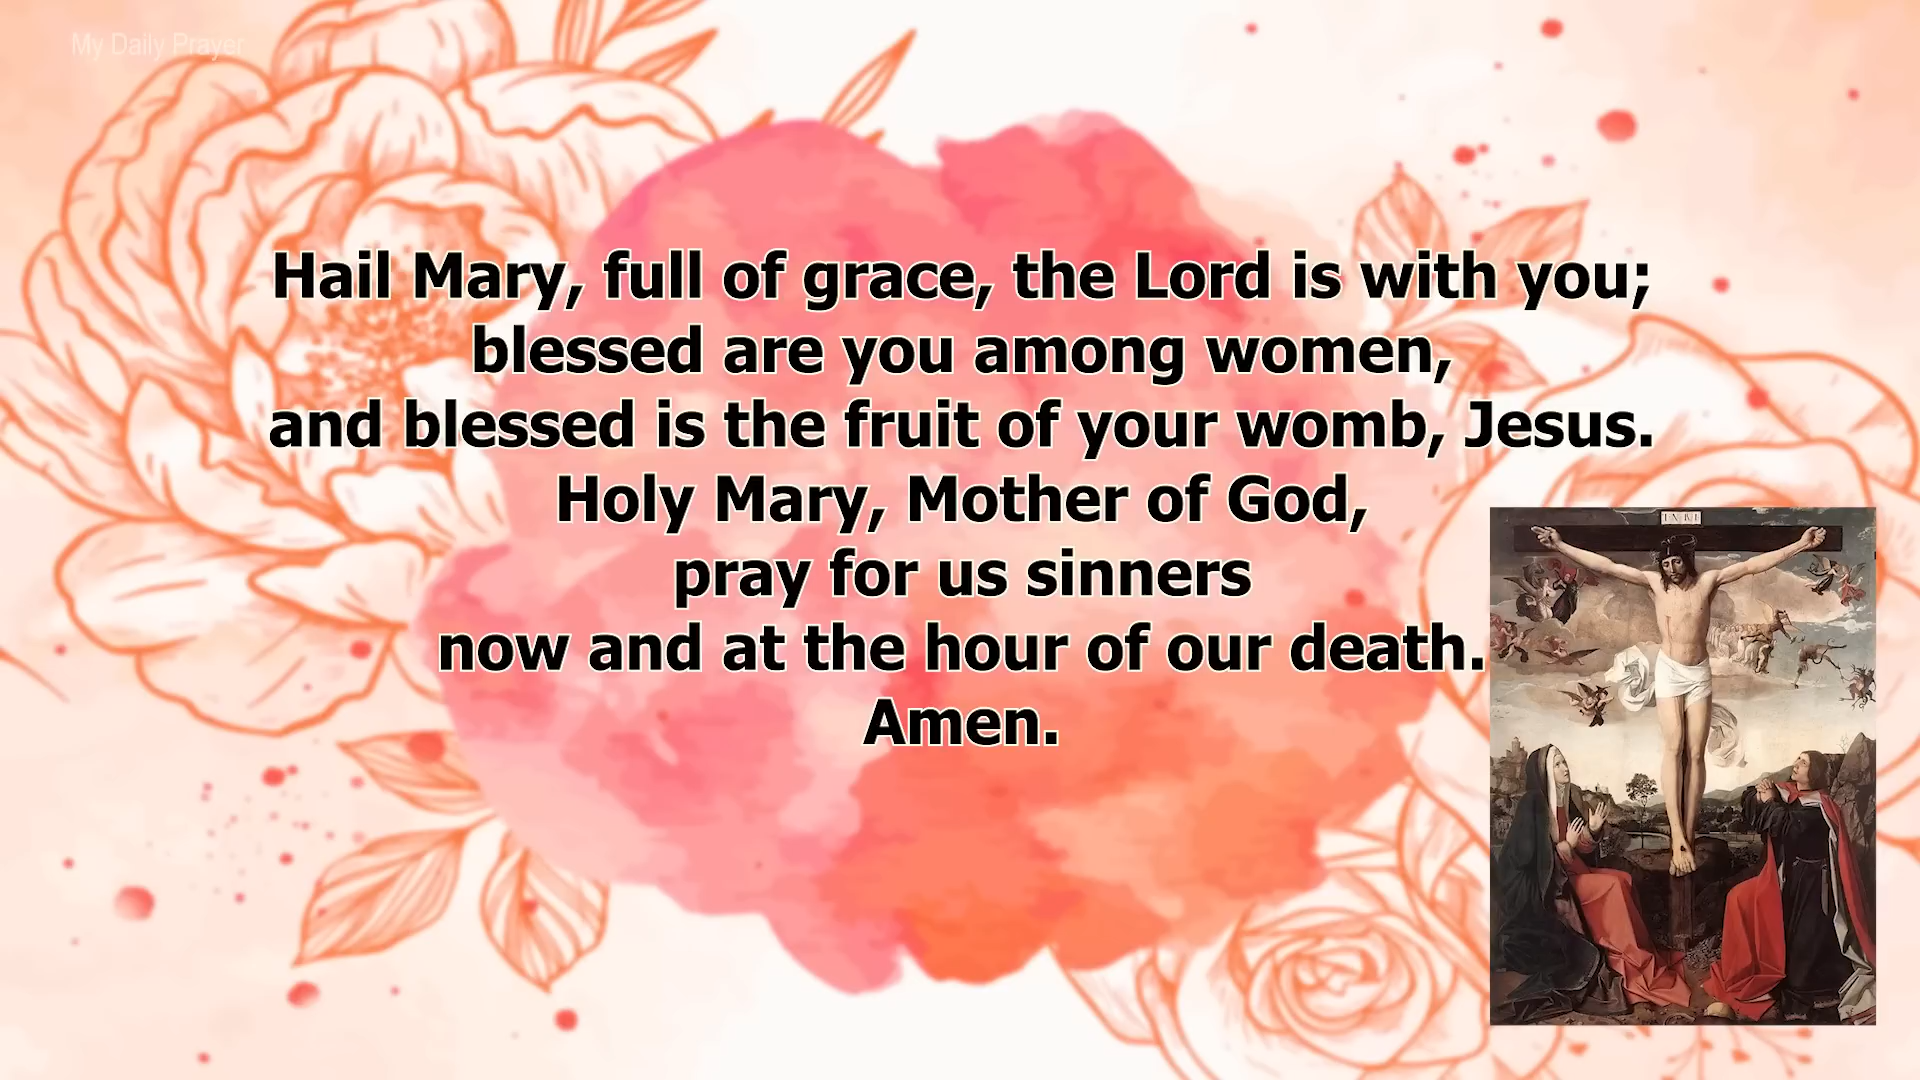 My Daily Prayer
Hail Mary, full of grace, the Lord is with you;
blessed are you among women,
and blessed is the fruit of your womb, Jesus.
Holy Mary, Mother of God,
pray for us sinners
now and at the hour of our death.
Amen.
INRI